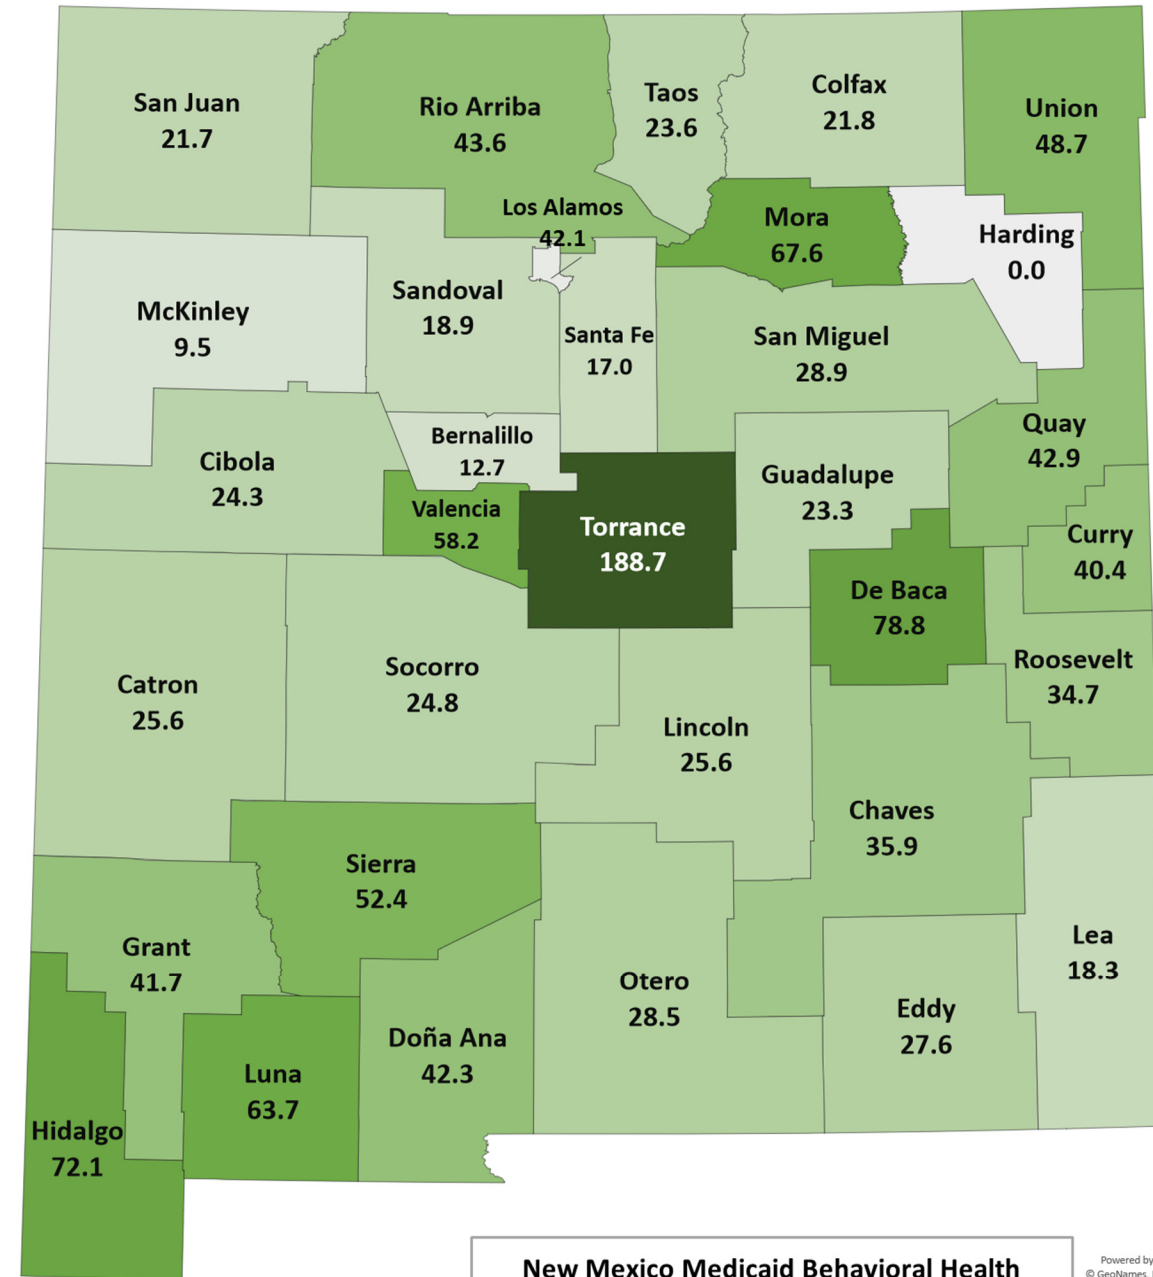 San Juan
21.7
Rio Arriba
43.6
Taos
23.6
Colfax
21.8
Union
48.7
Los Alamos
42.1
Mora
67.6
Harding
0.0
McKinley
9.5
Sandoval
18.9
Santa Fe
17.0
San Miguel
28.9
Quay
42.9
Bernalillo
12.7
Cibola
24.3
Guadalupe
23.3
Valencia
58.2
Torrance
188.7
Curry
40.4
De Baca
78.8
Roosevelt
34.7
Catron
25.6
Socorro
24.8
Lincoln
25.6
Chaves
35.9
Sierra
52.4
Grant
41.7
Lea
18.3
Otero
28.5
Eddy
27.6
Doña Ana
42.3
Luna
63.7
Hidalgo
72.1
New Mexico Medicaid Behavioral Health
Powered by
© GeoNames,